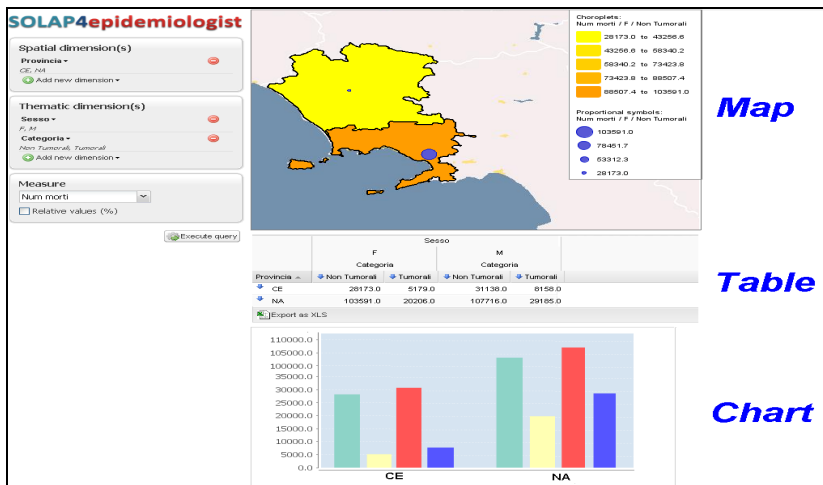 SOLAP4epidemiologist
Spatial dimension(s)
Provincia
CE, NA
Add new dimension
Thematic dimension(s)
Sesso
F, M
Categoria
Non Tumorali, Tumorali
Add new dimension
Measure
Num morti
Relative values (%)
Execute query
Choroplets:
Num morti / F / Non Tumorali
28173.0 to 43256.6
43256.6 to 58340.2
58340.2 to 73423.8
73423.8 to 88507.4
88507.4 to 103591.0
Proportional symbols:
Num morti / F / Non Tumorali
103591.0
78451.7
53312.3
28173.0
Map
Sesso
F M
Categoria Categoria
Provincia Non Tumorali Tumorali Non Tumorali Tumorali
CE 28173.0 5179.0 31138.0 8158.0
NA 103591.0 20206.0 107716.0 29185.0
Export as XLS
Table
110000.0
105000.0
100000.0
35000.0
30000.0
25000.0
20000.0
15000.0
10000.0
5000.0
0.0
CE NA
Chart